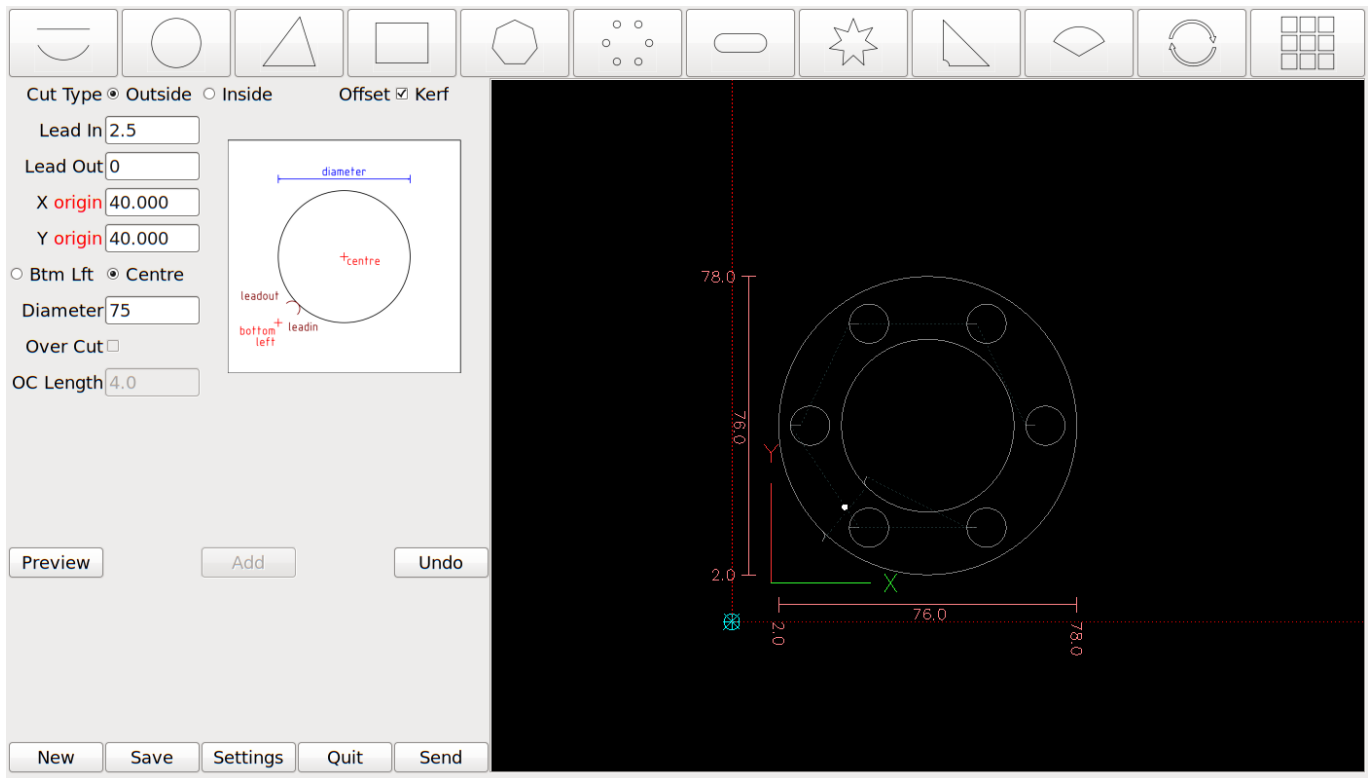 Cut Type Outside Inside Offset Kerf
Lead In 2.5
Lead Out 0
X origin 40.000
Y origin 40.000
Btm Lft Centre
Diameter 75
Over Cut
OC Length 4.0
diameter
centre
leadout
leadin
bottom
left
Preview Add Undo
New Save Settings Quit Send
78.0
76.0
Y
2.0
X
76.0
2.0
78.0